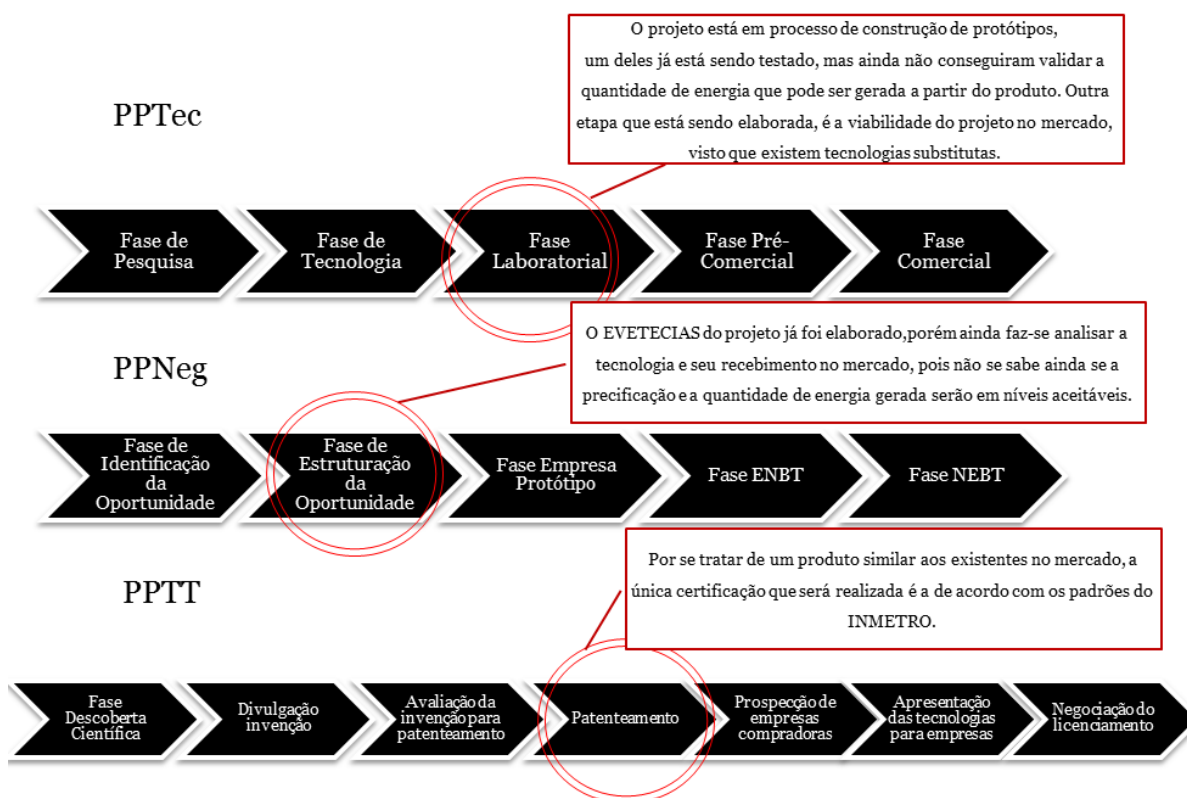 O projeto está em processo de construção de protótipos,
um deles já está sendo testado, mas ainda não conseguiram validar a
quantidade de energia que pode ser gerada a partir do produto. Outra
etapa que está sendo elaborada, é a viabilidade do projeto no mercado,
visto que existem tecnologias substitutas.
PPTec
Fase de
Pesquisa
Fase de
Tecnologia
Fase
Laboratorial
Fase Pré-
Comercial
Fase
Comercial
O EVETECIAS do projeto já foi elaborado,porém ainda faz-se analisar a
tecnologia e seu recebimento no mercado, pois não se sabe ainda se a
precificação e a quantidade de energia gerada serão em níveis aceitáveis.
PPNeg
Fase de
Identificação
da
Oportunidade
Fase de
Estruturação
da
Oportunidade
Fase Empresa
Protótipo
Fase ENBT
Fase NEBT
Por se tratar de um produto similar aos existentes no mercado, a
única certificação que será realizada é a de acordo com os padrões do
INMETRO.
PPTT
Fase
Descoberta
Científica
Divulgação
invenção
Avaliação da
invenção para
patenteamento
Patenteamento
Prospecção de
empresas
compradoras
Apresentação
das tecnologias
para empresas
Negociação do
licenciamento